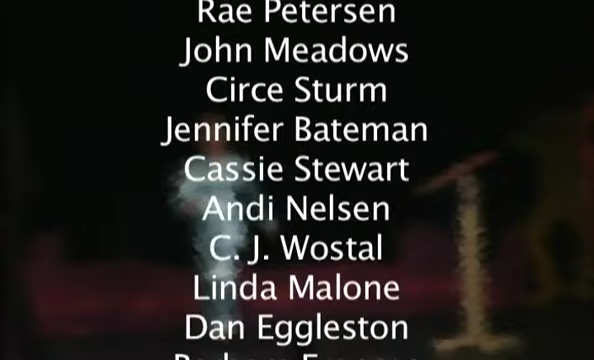 Rae Petersen
John Meadows
Circe Sturm
Jennifer Bateman
Cassie Stewart
Andi Nelsen
C. J. Wostal
Linda Malone
Dan Eggleston